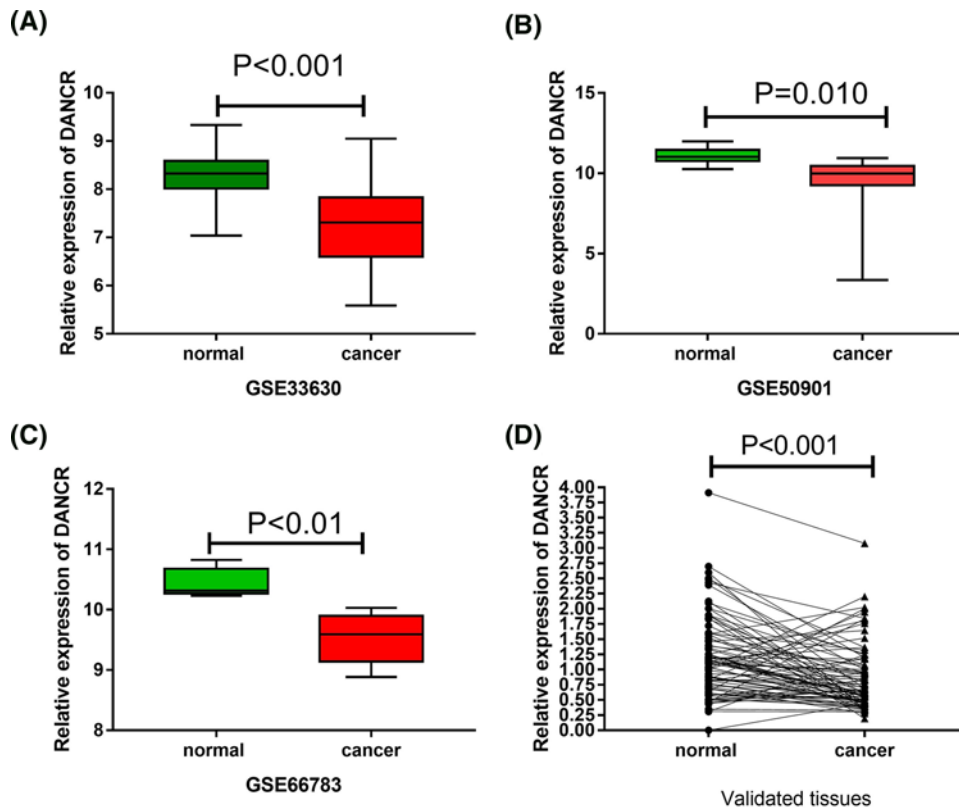 (A)
P<0.001
Relative expression of DANCR
10
9
8
7
6
5
normal cancer
GSE33630
(B)
P=0.010
Relative expression of DANCR
15
10
5
0
normal cancer
GSE50901
(C)
P<0.01
Relative expression of DANCR
12
11
10
9
8
normal cancer
GSE66783
(D)
P<0.001
Relative expression of DANCR
4.00
3.75
3.50
3.25
3.00
2.75
2.50
2.25
2.00
1.75
1.50
1.25
1.00
0.75
0.50
0.25
0.00
normal cancer
Validated tissues